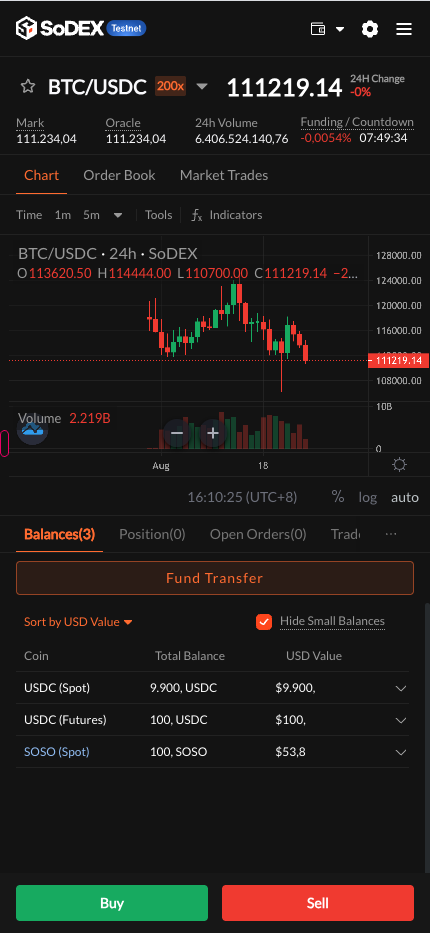 SoDEX Testnet
BTC/USDC 200x 111219.14 24H Change -0%
Mark Oracle 24h Volume Funding / Countdown
111.234,04 111.234,04 6.406.524.140,76 -0,0054% 07:49:34
Chart Order Book Market Trades
Time 1m 5m Tools fx Indicators
BTC/USDC · 24h · SoDEX
O113620.50 H114444.00 L110700.00 C111219.14 −2...
128000.00
124000.00
120000.00
116000.00
111219.14
108000.00
Volume 2.219B
10B
0
− +
Aug 18
16:10:25 (UTC+8) % log auto
Balances(3) Position(0) Open Orders(0) Trade ...
Fund Transfer
Sort by USD Value Hide Small Balances
Coin Total Balance USD Value
USDC (Spot) 9.900, USDC $9.900,
USDC (Futures) 100, USDC $100,
SOSO (Spot) 100, SOSO $53,8
Buy Sell